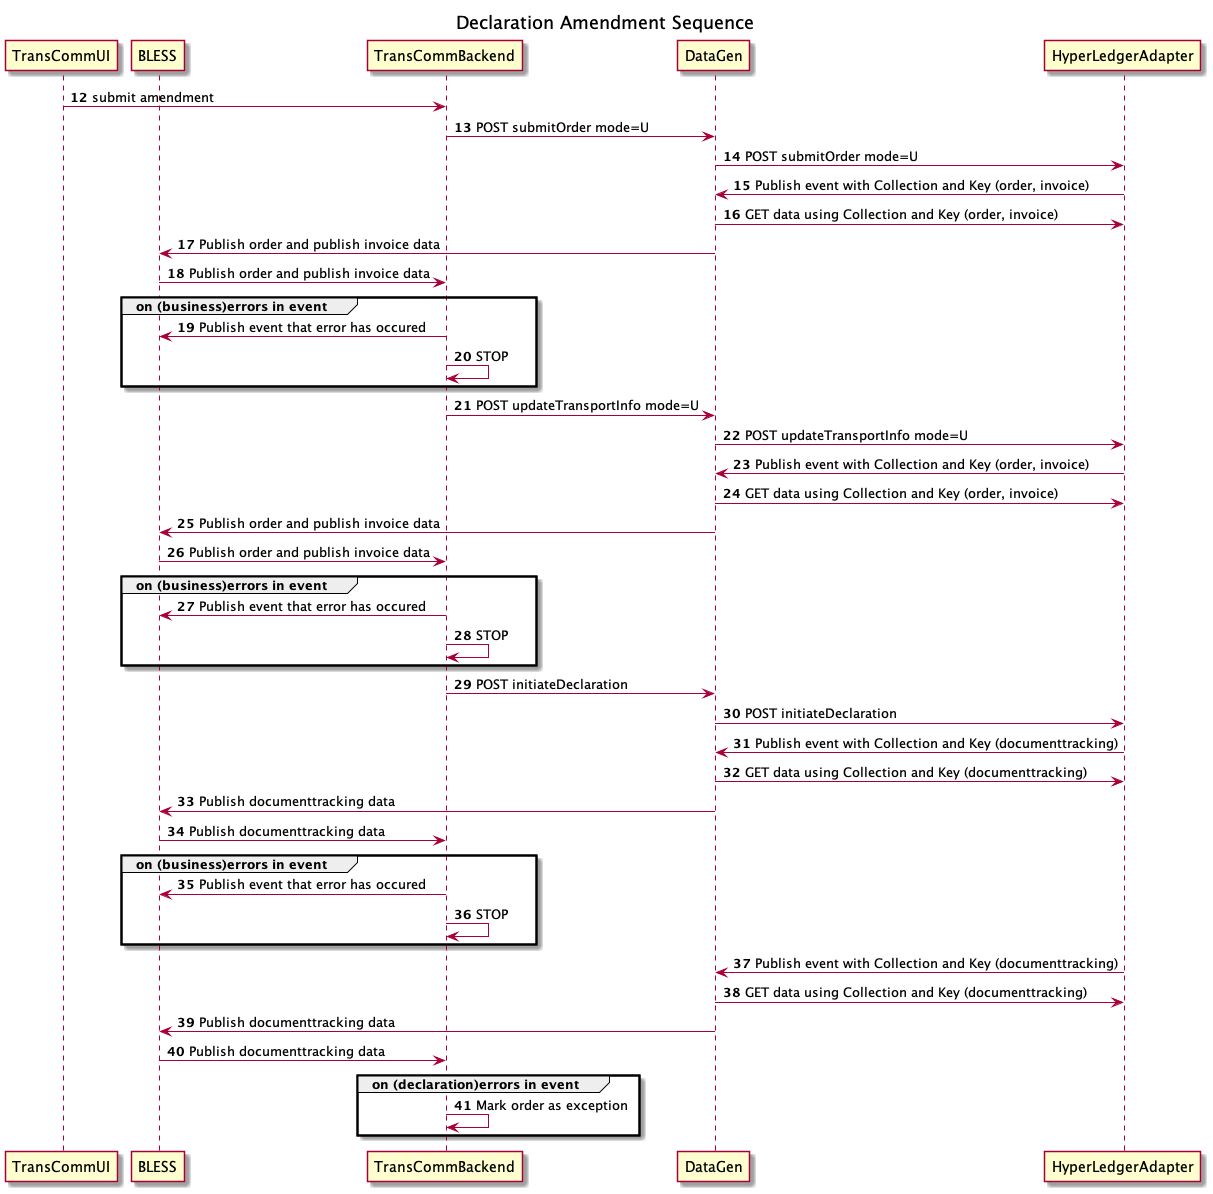 Declaration Amendment Sequence
TransCommUI BLESS TransCommBackend DataGen HyperLedgerAdapter
12 submit amendment
13 POST submitOrder mode=U
14 POST submitOrder mode=U
15 Publish event with Collection and Key (order, invoice)
16 GET data using Collection and Key (order, invoice)
17 Publish order and publish invoice data
18 Publish order and publish invoice data
on (business)errors in event
19 Publish event that error has occured
20 STOP
21 POST updateTransportInfo mode=U
22 POST updateTransportInfo mode=U
23 Publish event with Collection and Key (order, invoice)
24 GET data using Collection and Key (order, invoice)
25 Publish order and publish invoice data
26 Publish order and publish invoice data
on (business)errors in event
27 Publish event that error has occured
28 STOP
29 POST initiateDeclaration
30 POST initiateDeclaration
31 Publish event with Collection and Key (documenttracking)
32 GET data using Collection and Key (documenttracking)
33 Publish documenttracking data
34 Publish documenttracking data
on (business)errors in event
35 Publish event that error has occured
36 STOP
37 Publish event with Collection and Key (documenttracking)
38 GET data using Collection and Key (documenttracking)
39 Publish documenttracking data
40 Publish documenttracking data
on (declaration)errors in event
41 Mark order as exception
TransCommUI BLESS TransCommBackend DataGen HyperLedgerAdapter